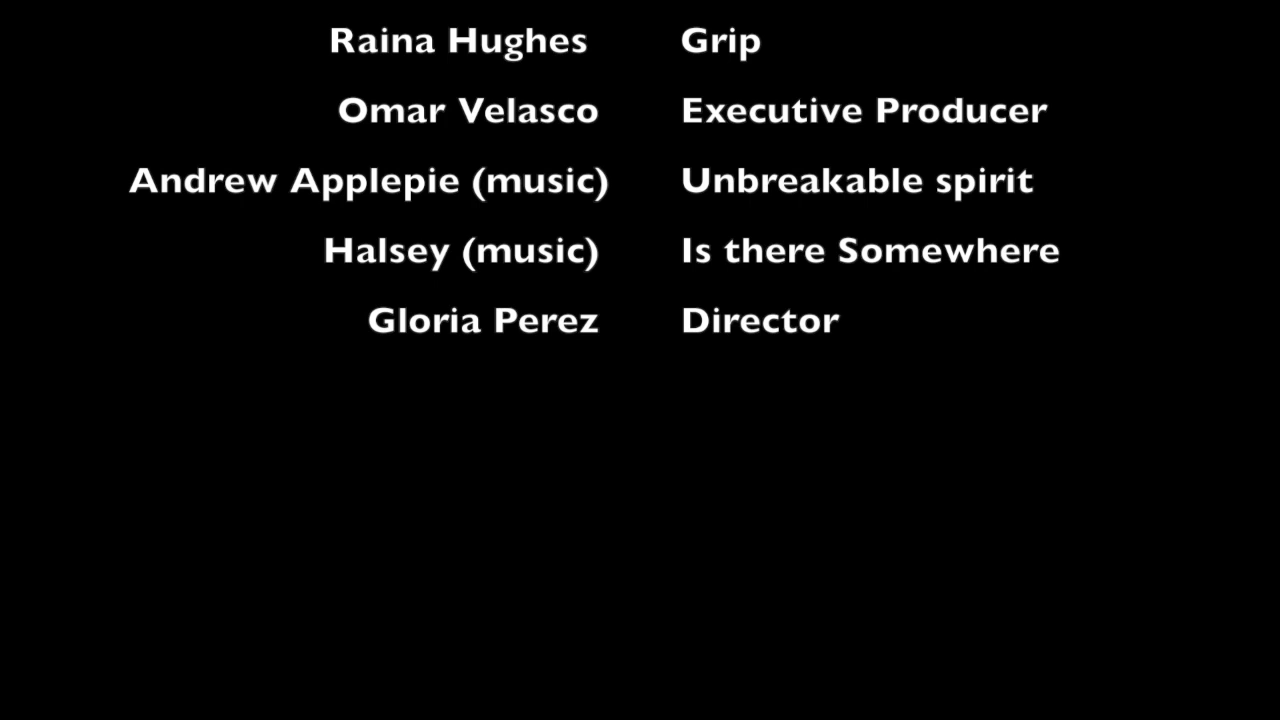 Raina Hughes Grip
Omar Velasco Executive Producer
Andrew Applepie (music) Unbreakable spirit
Halsey (music) Is there Somewhere
Gloria Perez Director